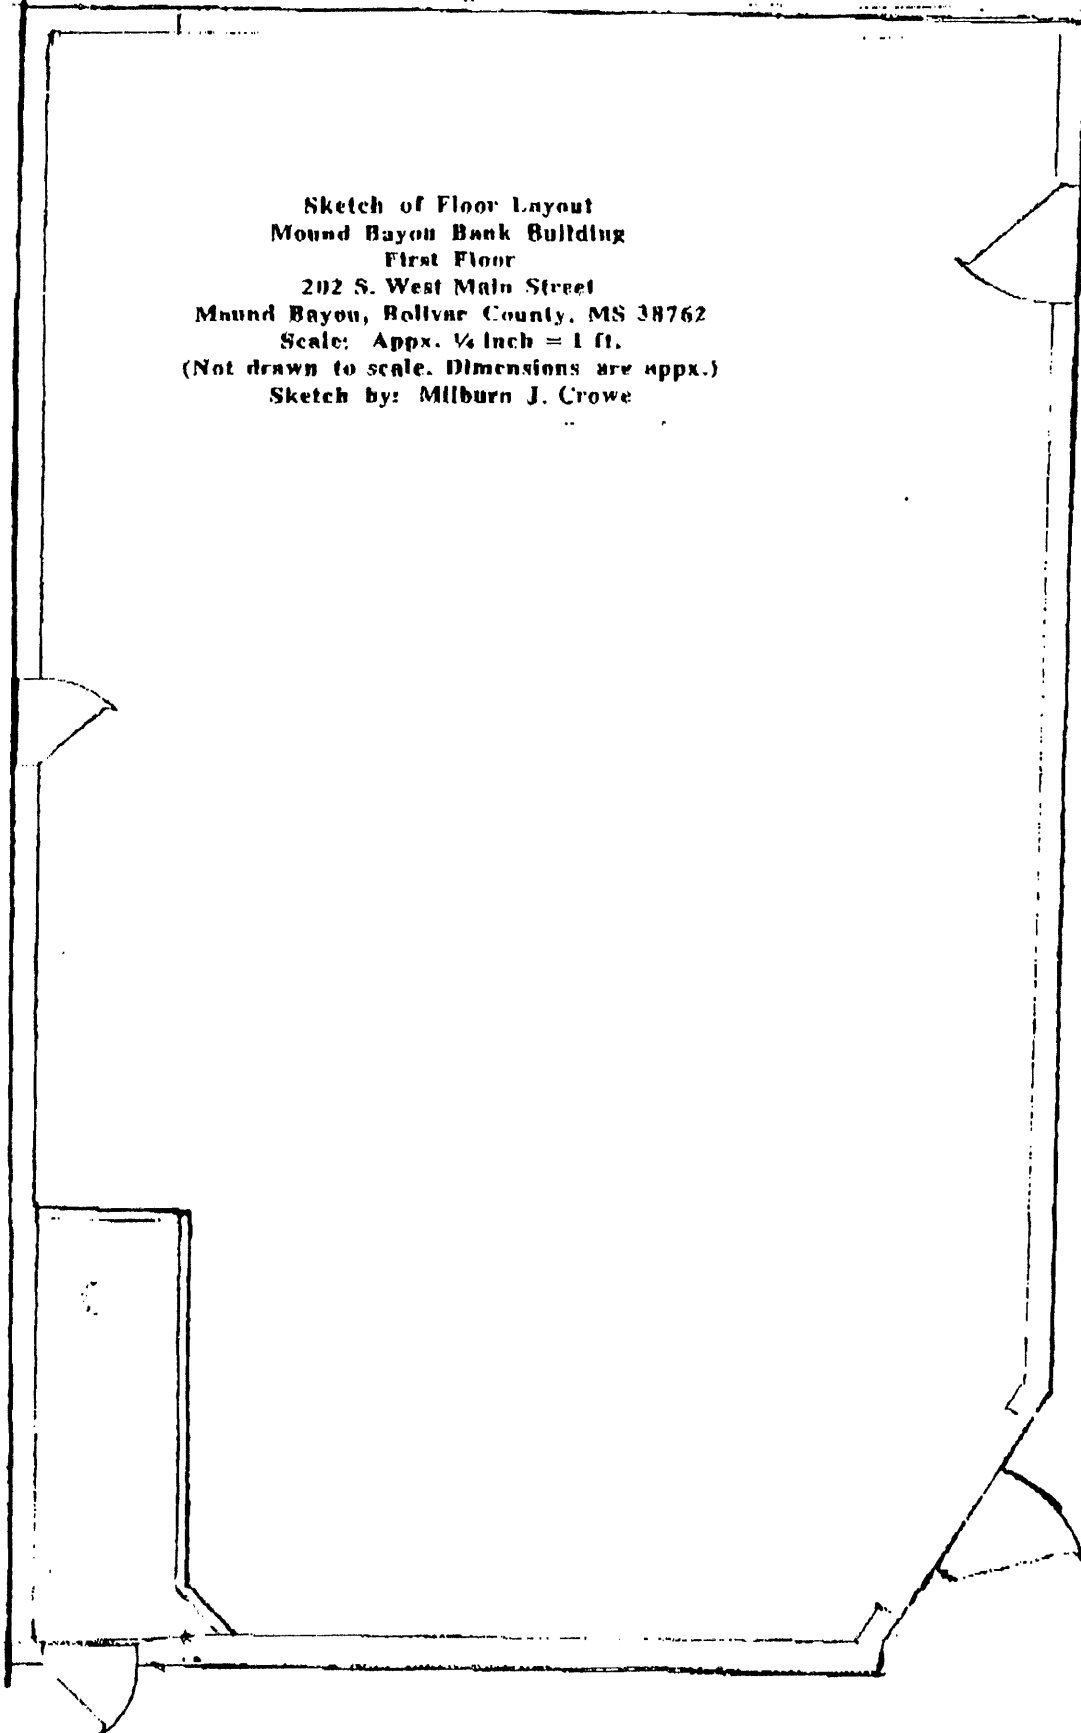 Sketch of Floor Layout
Mound Bayou Bank Building
First Floor
202 S. West Main Street
Mound Bayou, Bolivar County, MS 38762
Scale: Appx. ¼ inch = 1 ft.
(Not drawn to scale. Dimensions are appx.)
Sketch by: Milburn J. Crowe